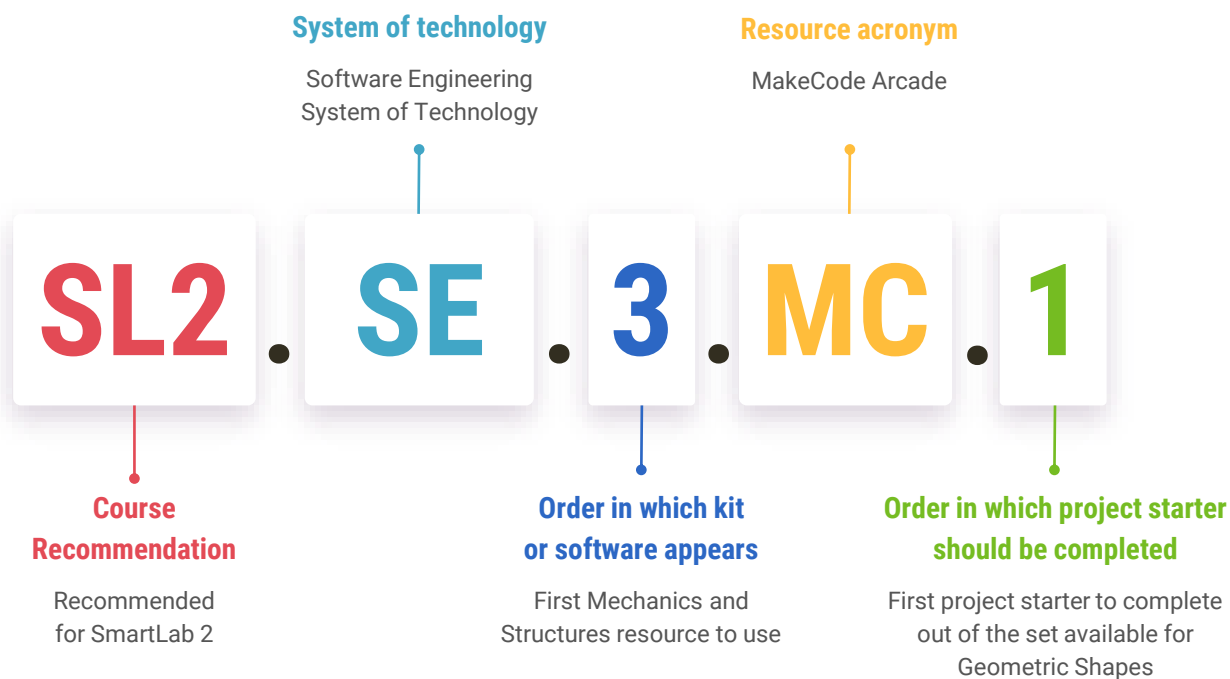 System of technology
Software Engineering
System of Technology
Resource acronym
MakeCode Arcade
SL2.SE.3.MC.1
Course
Recommendation
Recommended
for SmartLab 2
Order in which kit
or software appears
First Mechanics and
Structures resource to use
Order in which project starter
should be completed
First project starter to complete
out of the set available for
Geometric Shapes